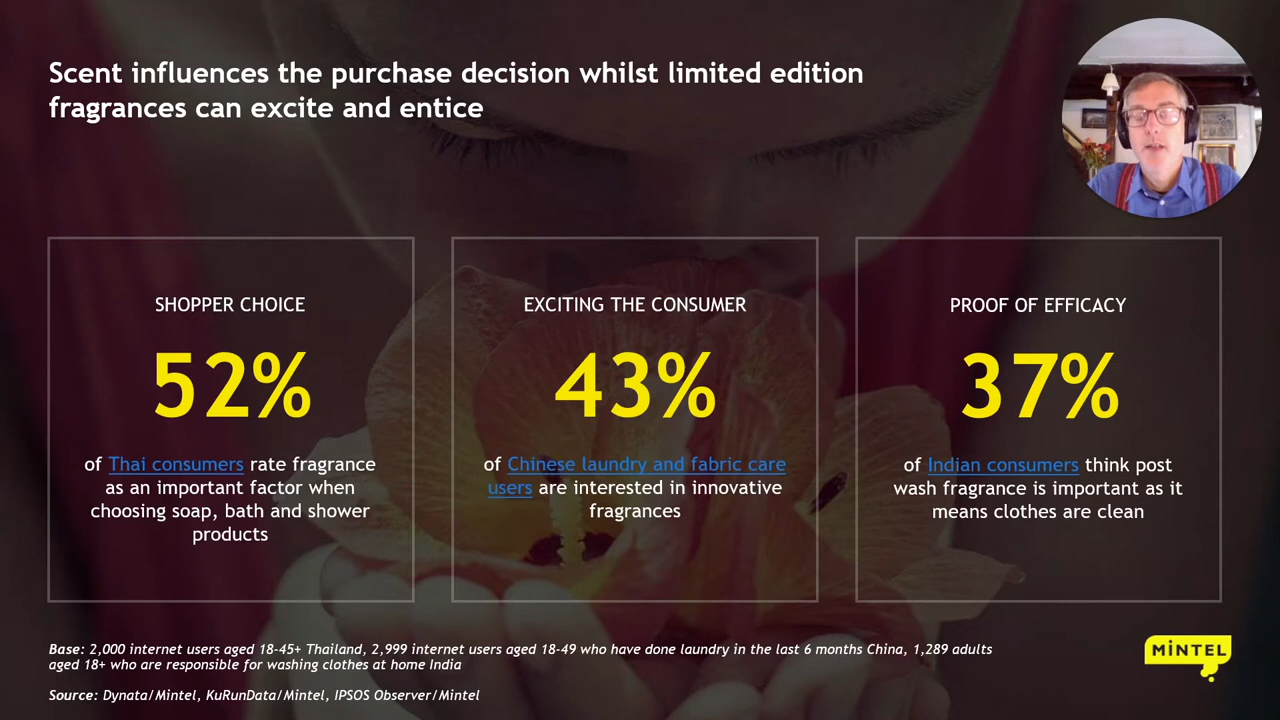 Scent influences the purchase decision whilst limited edition
fragrances can excite and entice
SHOPPER CHOICE
52%
of Thai consumers rate fragrance
as an important factor when
choosing soap, bath and shower
products
EXCITING THE CONSUMER
43%
of Chinese laundry and fabric care
users are interested in innovative
fragrances
PROOF OF EFFICACY
37%
of Indian consumers think post
wash fragrance is important as it
means clothes are clean
Base: 2,000 internet users aged 18-45+ Thailand, 2,999 internet users aged 18-49 who have done laundry in the last 6 months China, 1,289 adults
aged 18+ who are responsible for washing clothes at home India
Source: Dynata/Mintel, KuRunData/Mintel, IPSOS Observer/Mintel
MiNTEL